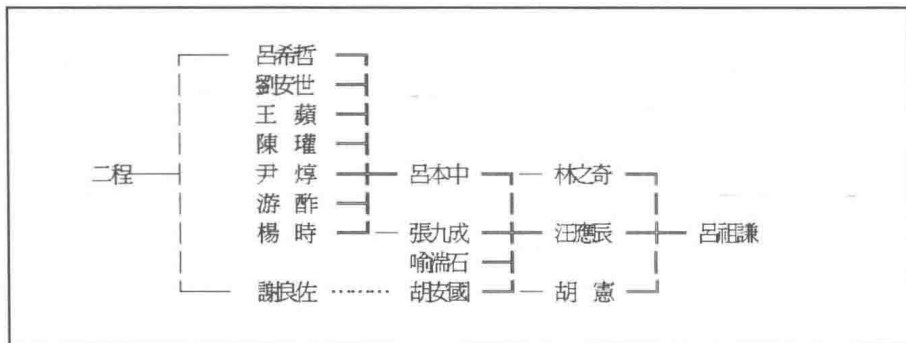 呂希哲
劉安世
王蘋
陳瓘
二程 尹焞 呂本中 林之奇
游酢
楊時 張九成 汪應辰 呂祖謙
喻湍石
謝良佐 ……… 胡安國 胡憲